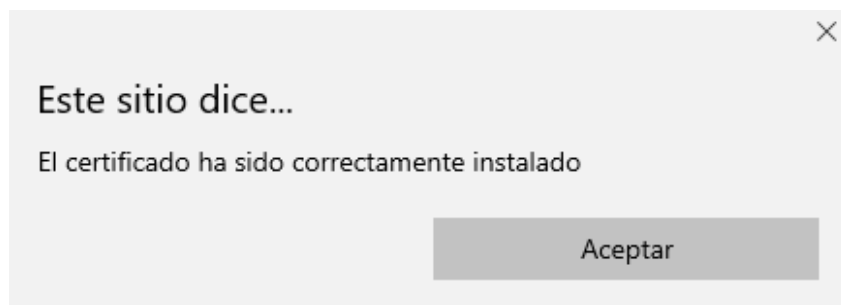 Este sitio dice...
El certificado ha sido correctamente instalado
Aceptar